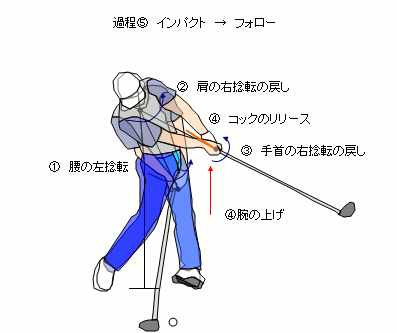 過程⑤ インパクト → フォロー
② 肩の右捻転の戻し
④ コックのリリース
③ 手首の右捻転の戻し
① 腰の左捻転
④腕の上げ